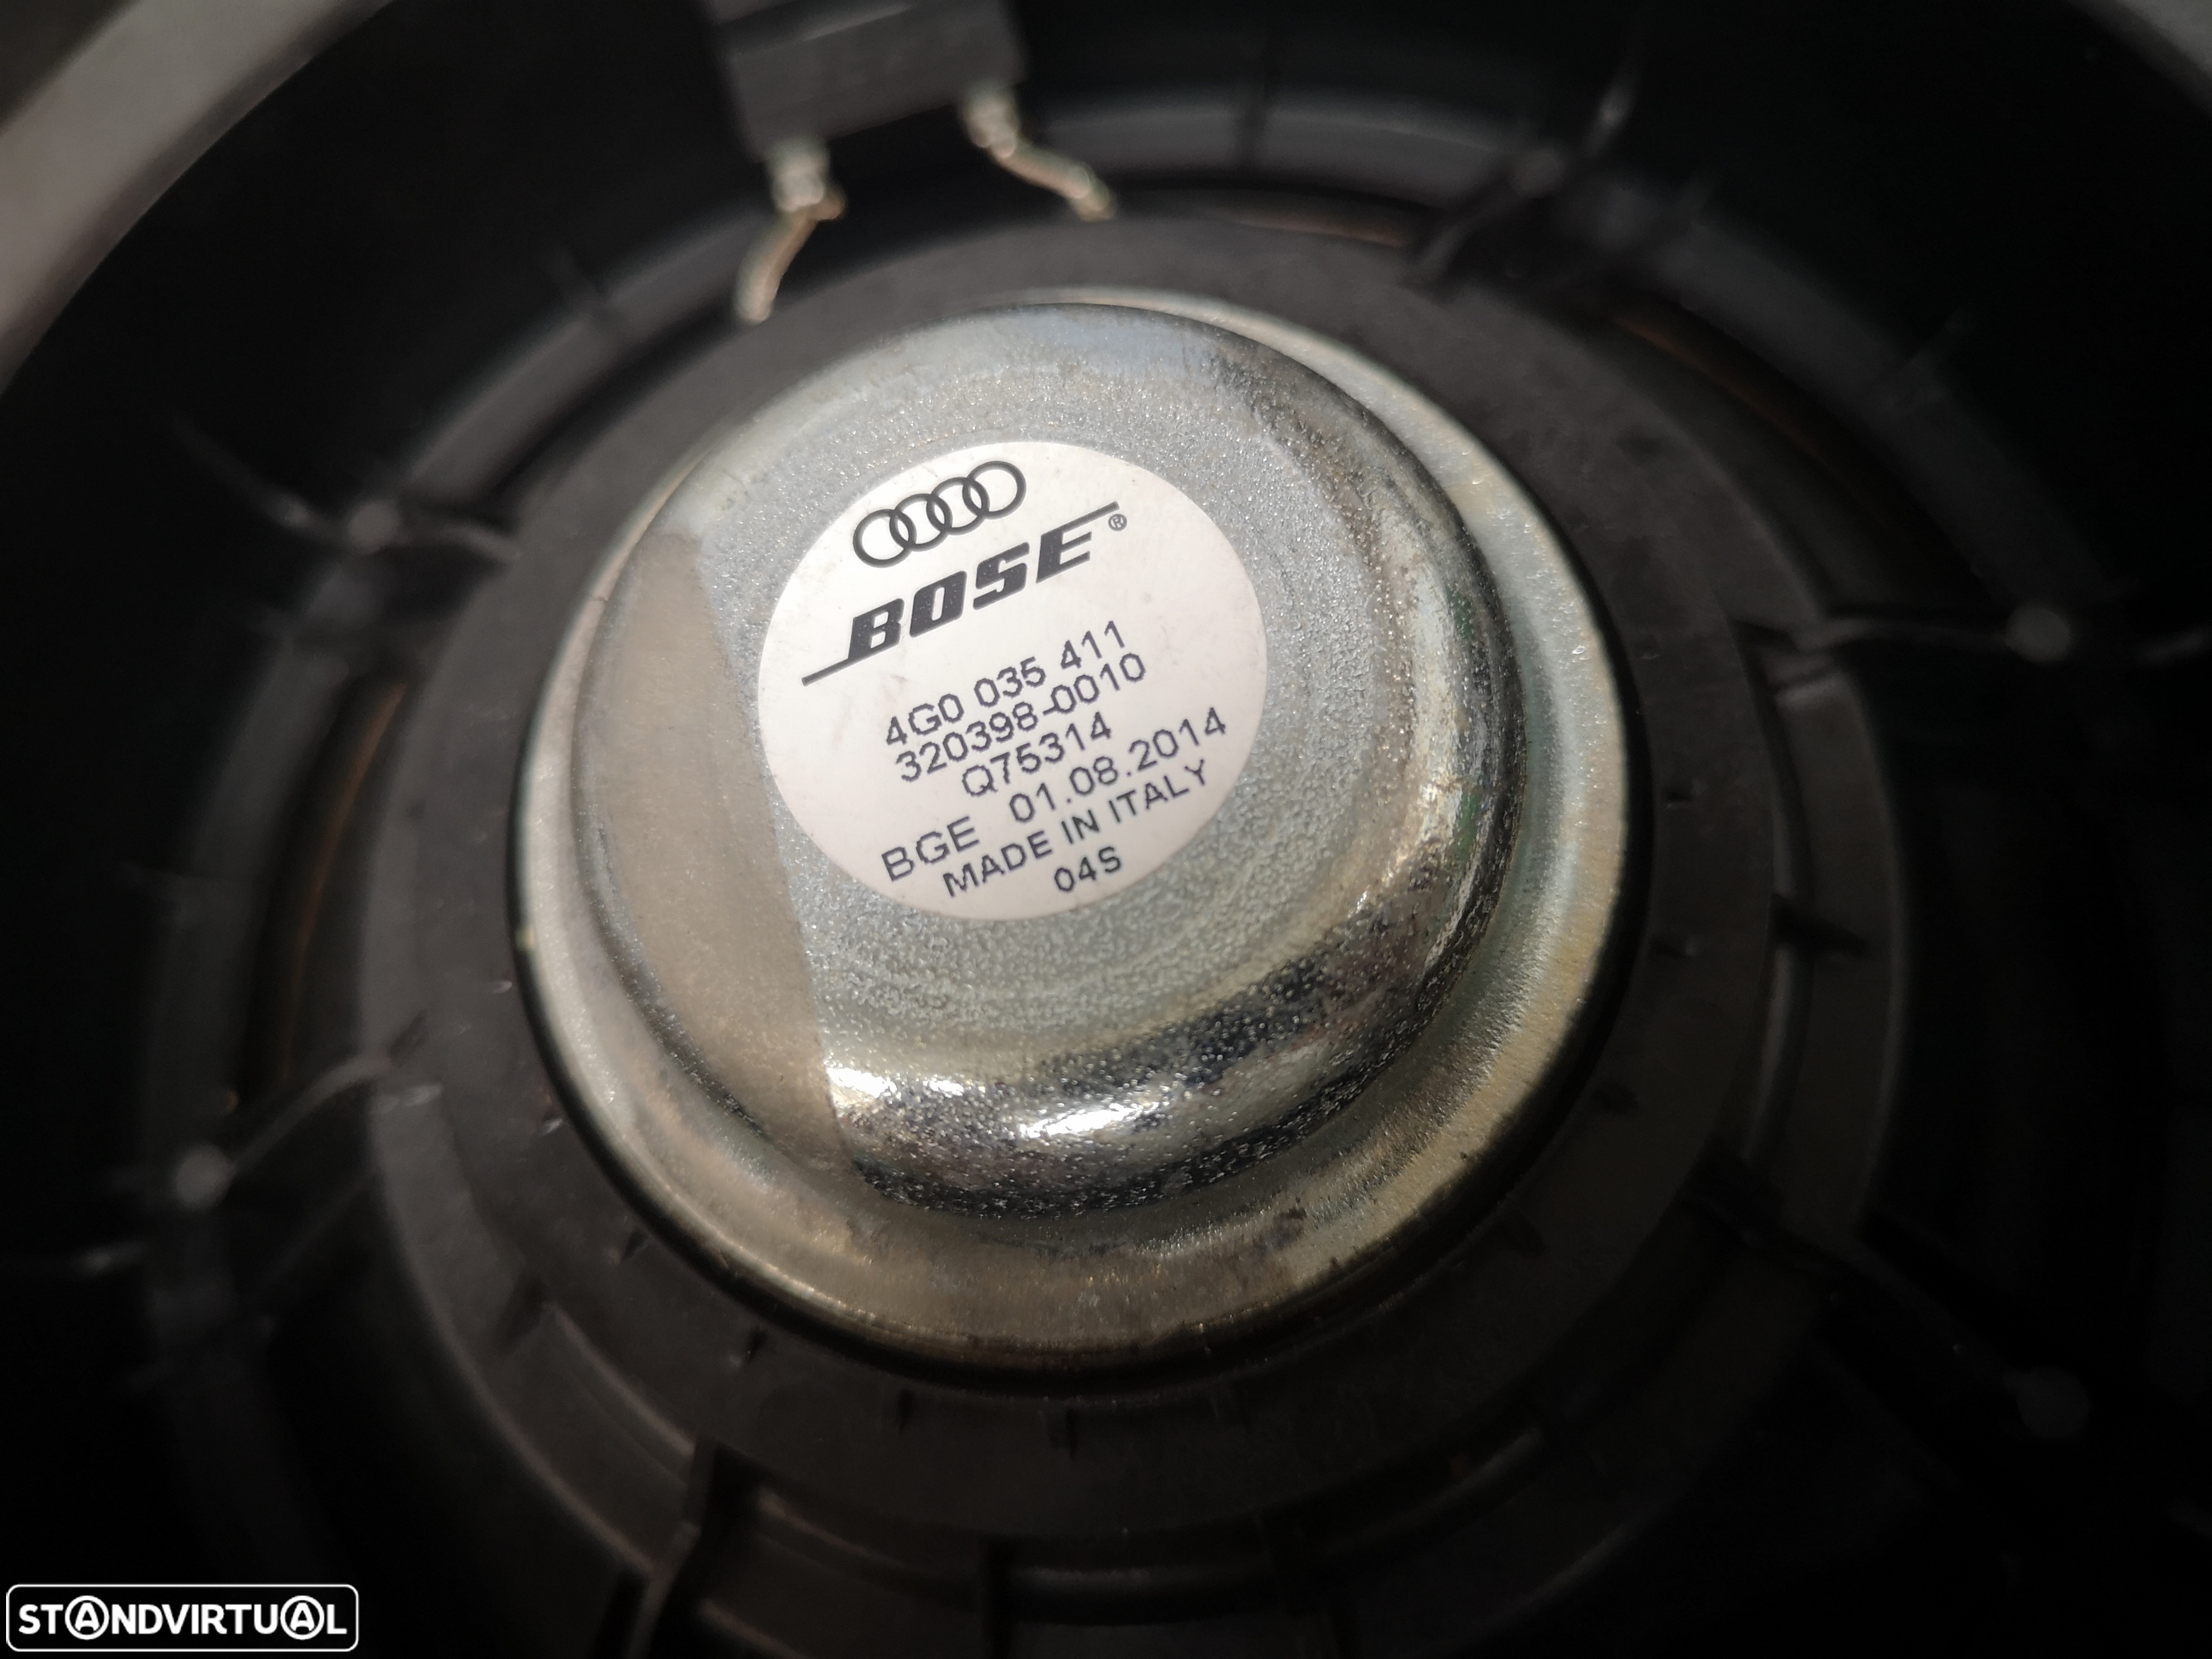 BOSE®
4G0 035 411
320398-0010
Q75314
BGE 01.08.2014
MADE IN ITALY
04S
STANDVIRTUAL